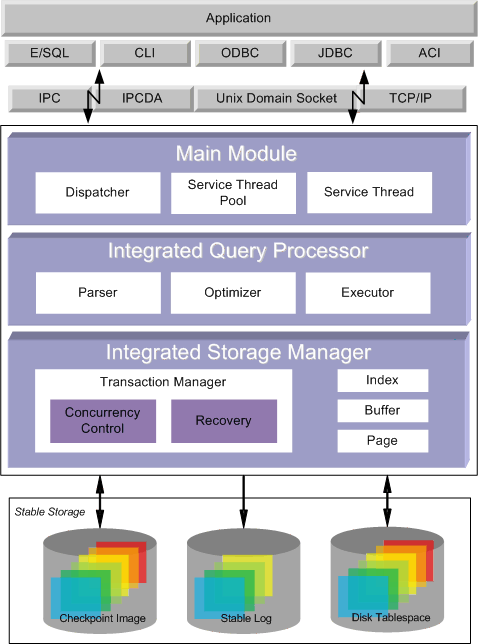 Application
E/SQL
CLI
ODBC
JDBC
ACI
IPC
IPCDA
Unix Domain Socket
TCP/IP
Main Module
Dispatcher
Service Thread
Pool
Service Thread
Integrated Query Processor
Parser
Optimizer
Executor
Integrated Storage Manager
Transaction Manager
Concurrency
Control
Recovery
Index
Buffer
Page
Stable Storage
Checkpoint Image
Stable Log
Disk Tablespace